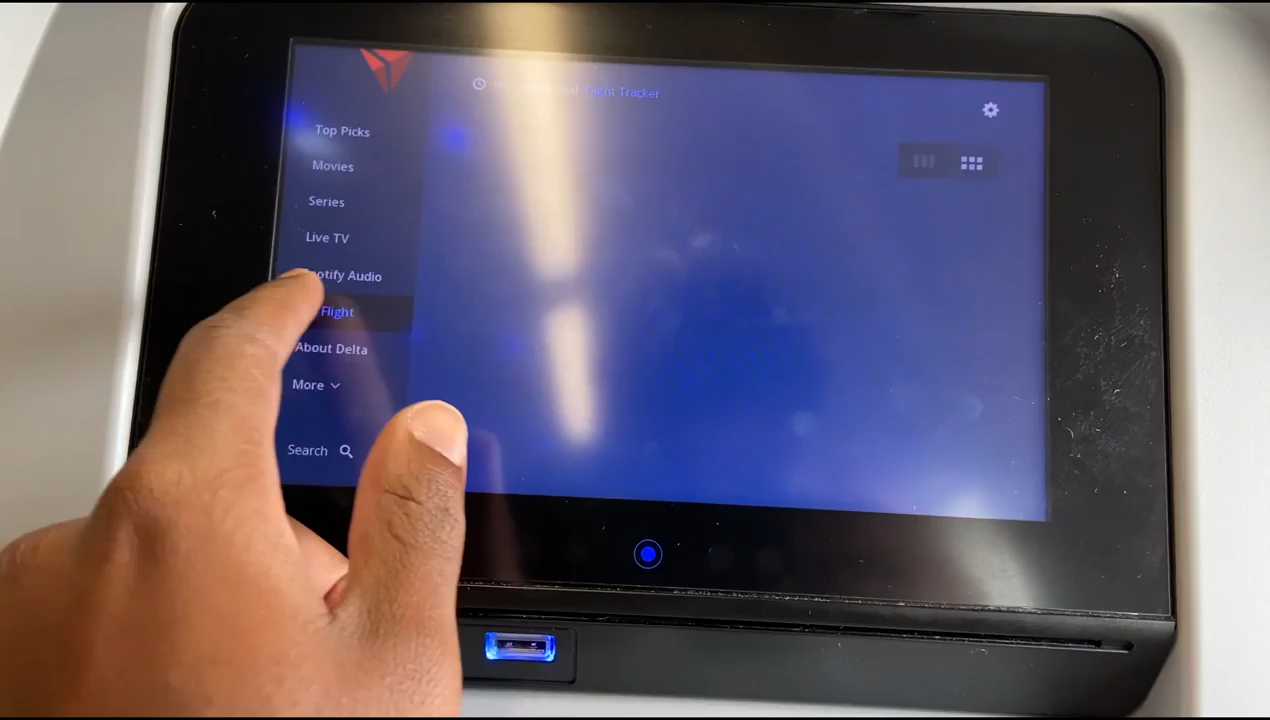 Flight Tracker
Top Picks
Movies
Series
Live TV
otify Audio
Flight
About Delta
More
Search